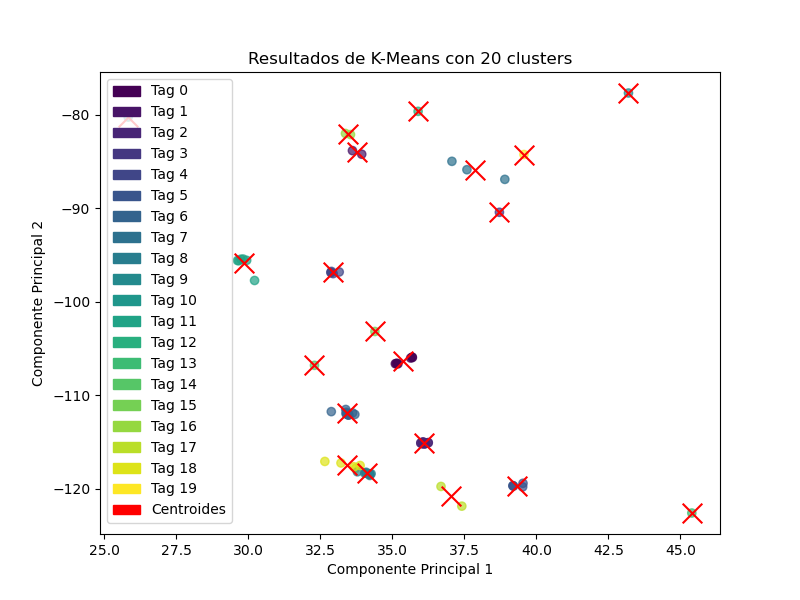 Resultados de K-Means con 20 clusters
Tag 0
Tag 1
Tag 2
Tag 3
Tag 4
Tag 5
Tag 6
Tag 7
Tag 8
Tag 9
Tag 10
Tag 11
Tag 12
Tag 13
Tag 14
Tag 15
Tag 16
Tag 17
Tag 18
Tag 19
Centroides
Componente Principal 2
−80
−90
−100
−110
−120
25.0 27.5 30.0 32.5 35.0 37.5 40.0 42.5 45.0
Componente Principal 1